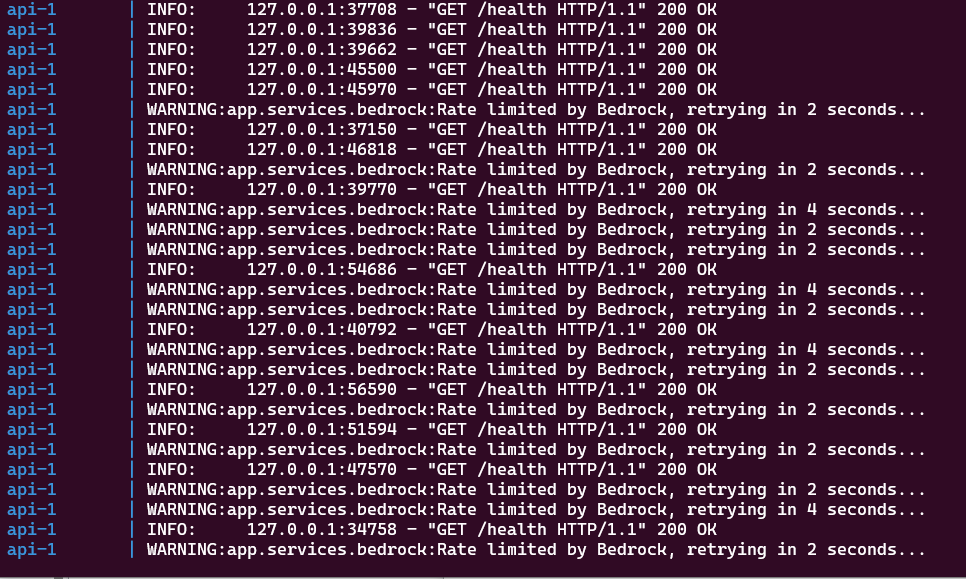 api-1 | INFO: 127.0.0.1:37708 - "GET /health HTTP/1.1" 200 OK
api-1 | INFO: 127.0.0.1:39836 - "GET /health HTTP/1.1" 200 OK
api-1 | INFO: 127.0.0.1:39662 - "GET /health HTTP/1.1" 200 OK
api-1 | INFO: 127.0.0.1:45500 - "GET /health HTTP/1.1" 200 OK
api-1 | INFO: 127.0.0.1:45970 - "GET /health HTTP/1.1" 200 OK
api-1 | WARNING:app.services.bedrock:Rate limited by Bedrock, retrying in 2 seconds...
api-1 | INFO: 127.0.0.1:37150 - "GET /health HTTP/1.1" 200 OK
api-1 | INFO: 127.0.0.1:46818 - "GET /health HTTP/1.1" 200 OK
api-1 | WARNING:app.services.bedrock:Rate limited by Bedrock, retrying in 2 seconds...
api-1 | INFO: 127.0.0.1:39770 - "GET /health HTTP/1.1" 200 OK
api-1 | WARNING:app.services.bedrock:Rate limited by Bedrock, retrying in 4 seconds...
api-1 | WARNING:app.services.bedrock:Rate limited by Bedrock, retrying in 2 seconds...
api-1 | WARNING:app.services.bedrock:Rate limited by Bedrock, retrying in 2 seconds...
api-1 | INFO: 127.0.0.1:54686 - "GET /health HTTP/1.1" 200 OK
api-1 | WARNING:app.services.bedrock:Rate limited by Bedrock, retrying in 4 seconds...
api-1 | WARNING:app.services.bedrock:Rate limited by Bedrock, retrying in 2 seconds...
api-1 | INFO: 127.0.0.1:40792 - "GET /health HTTP/1.1" 200 OK
api-1 | WARNING:app.services.bedrock:Rate limited by Bedrock, retrying in 4 seconds...
api-1 | WARNING:app.services.bedrock:Rate limited by Bedrock, retrying in 2 seconds...
api-1 | INFO: 127.0.0.1:56590 - "GET /health HTTP/1.1" 200 OK
api-1 | WARNING:app.services.bedrock:Rate limited by Bedrock, retrying in 2 seconds...
api-1 | INFO: 127.0.0.1:51594 - "GET /health HTTP/1.1" 200 OK
api-1 | WARNING:app.services.bedrock:Rate limited by Bedrock, retrying in 2 seconds...
api-1 | INFO: 127.0.0.1:47570 - "GET /health HTTP/1.1" 200 OK
api-1 | WARNING:app.services.bedrock:Rate limited by Bedrock, retrying in 2 seconds...
api-1 | WARNING:app.services.bedrock:Rate limited by Bedrock, retrying in 4 seconds...
api-1 | INFO: 127.0.0.1:34758 - "GET /health HTTP/1.1" 200 OK
api-1 | WARNING:app.services.bedrock:Rate limited by Bedrock, retrying in 2 seconds...